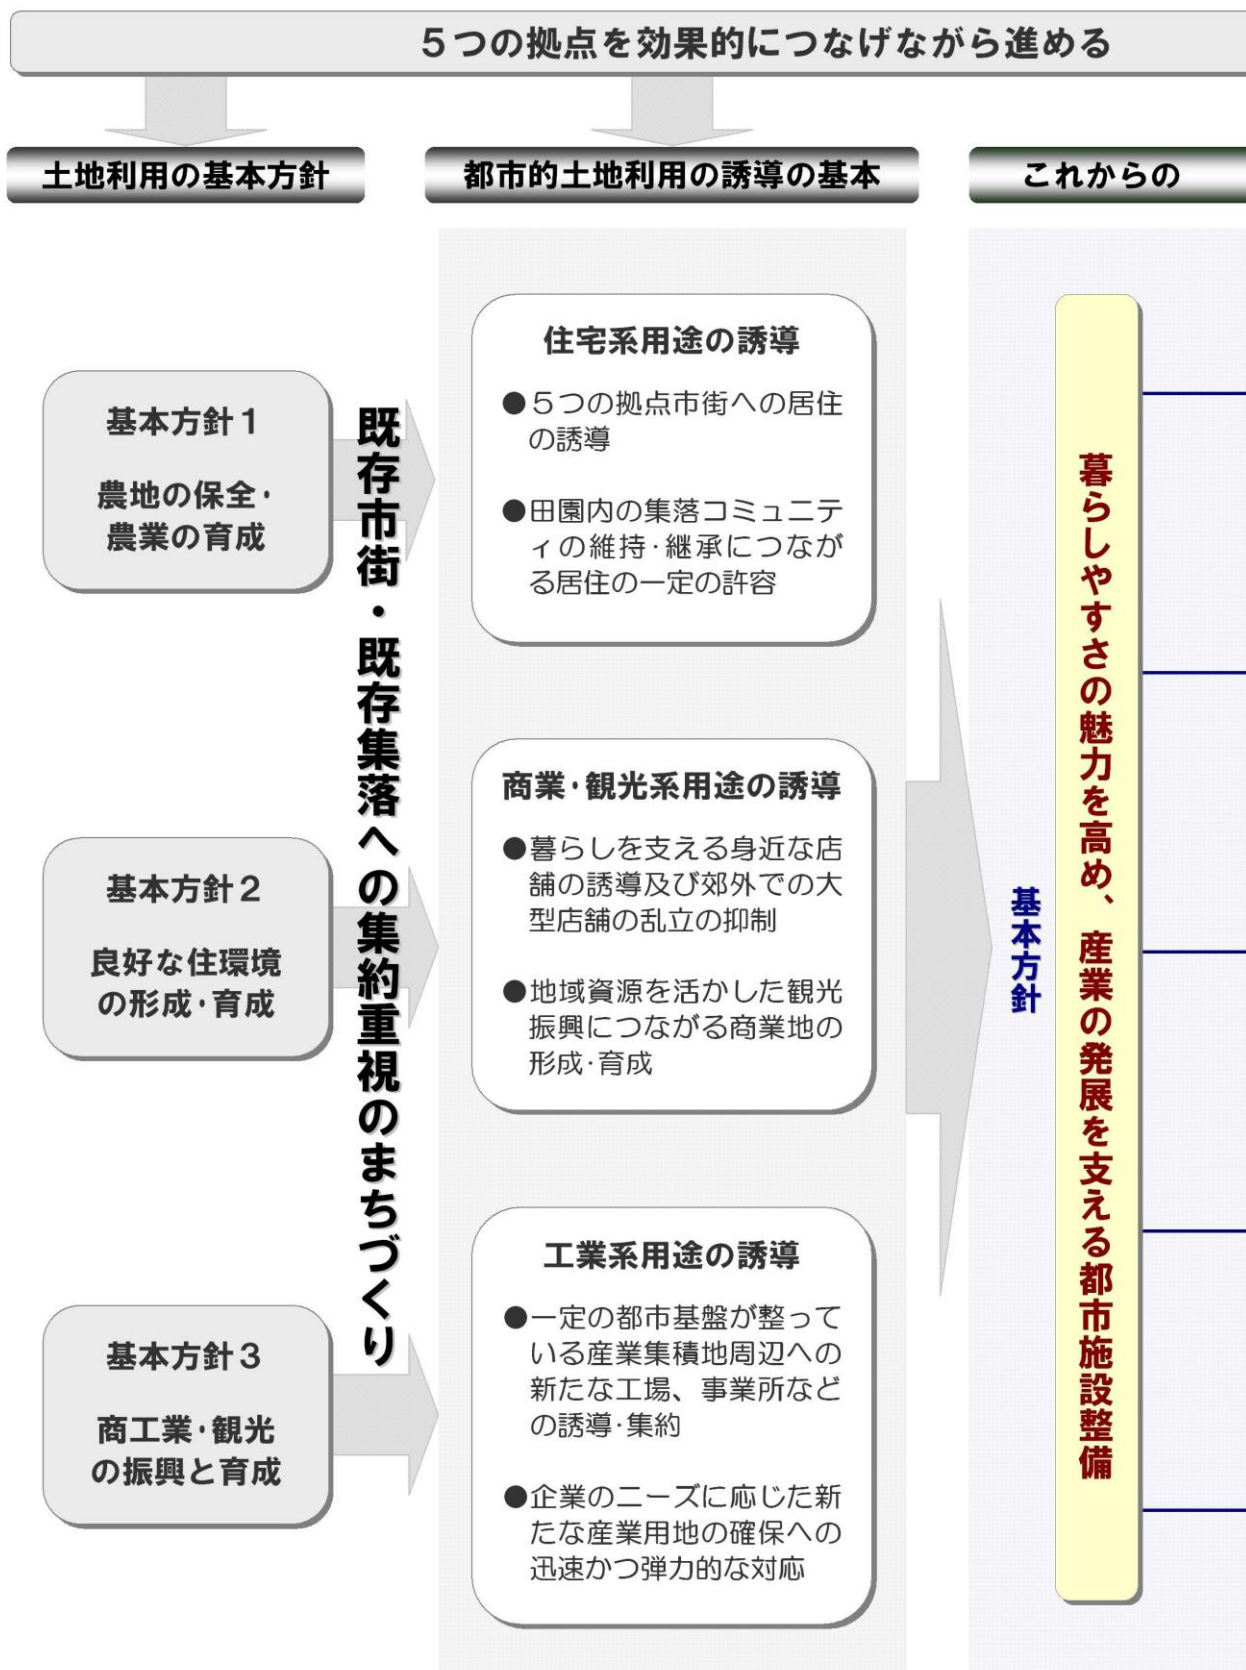 ５つの拠点を効果的につなげながら進める
土地利用の基本方針
都市的土地利用の誘導の基本
これからの
基本方針１
農地の保全･
農業の育成
基本方針２
良好な住環境
の形成･育成
基本方針３
商工業･観光
の振興と育成
既存市街・既存集落への集約重視のまちづくり
住宅系用途の誘導
●５つの拠点市街への居住
の誘導
●田園内の集落コミュニテ
ィの維持･継承につなが
る居住の一定の許容
商業･観光系用途の誘導
●暮らしを支える身近な店
舗の誘導及び郊外での大
型店舗の乱立の抑制
●地域資源を活かした観光
振興につながる商業地の
形成･育成
工業系用途の誘導
●一定の都市基盤が整って
いる産業集積地周辺への
新たな工場、事業所など
の誘導･集約
●企業のニーズに応じた新
たな産業用地の確保への
迅速かつ弾力的な対応
基本方針
暮らしやすさの魅力を高め、産業の発展を支える都市施設整備